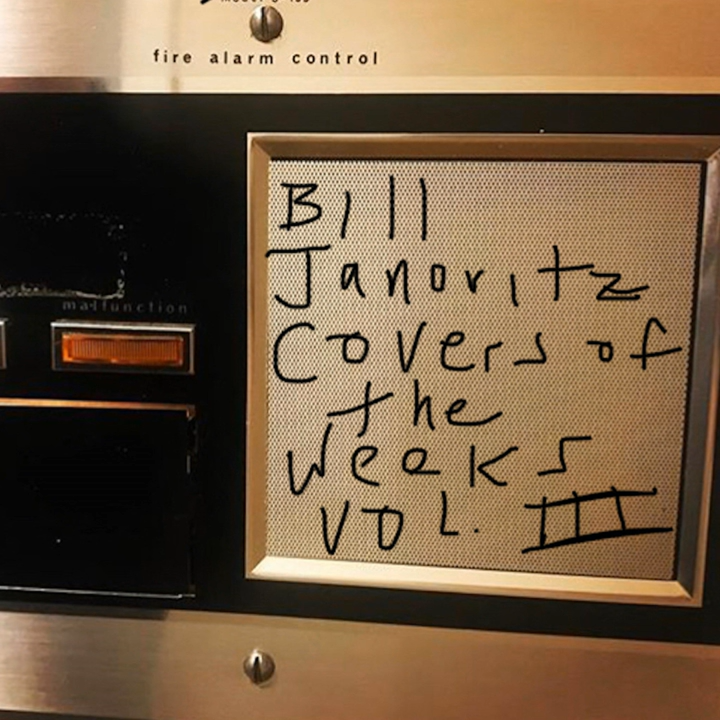 fire alarm control
malfunction
Bill
Janovitz
Covers of
the
Weeks
VOL. III